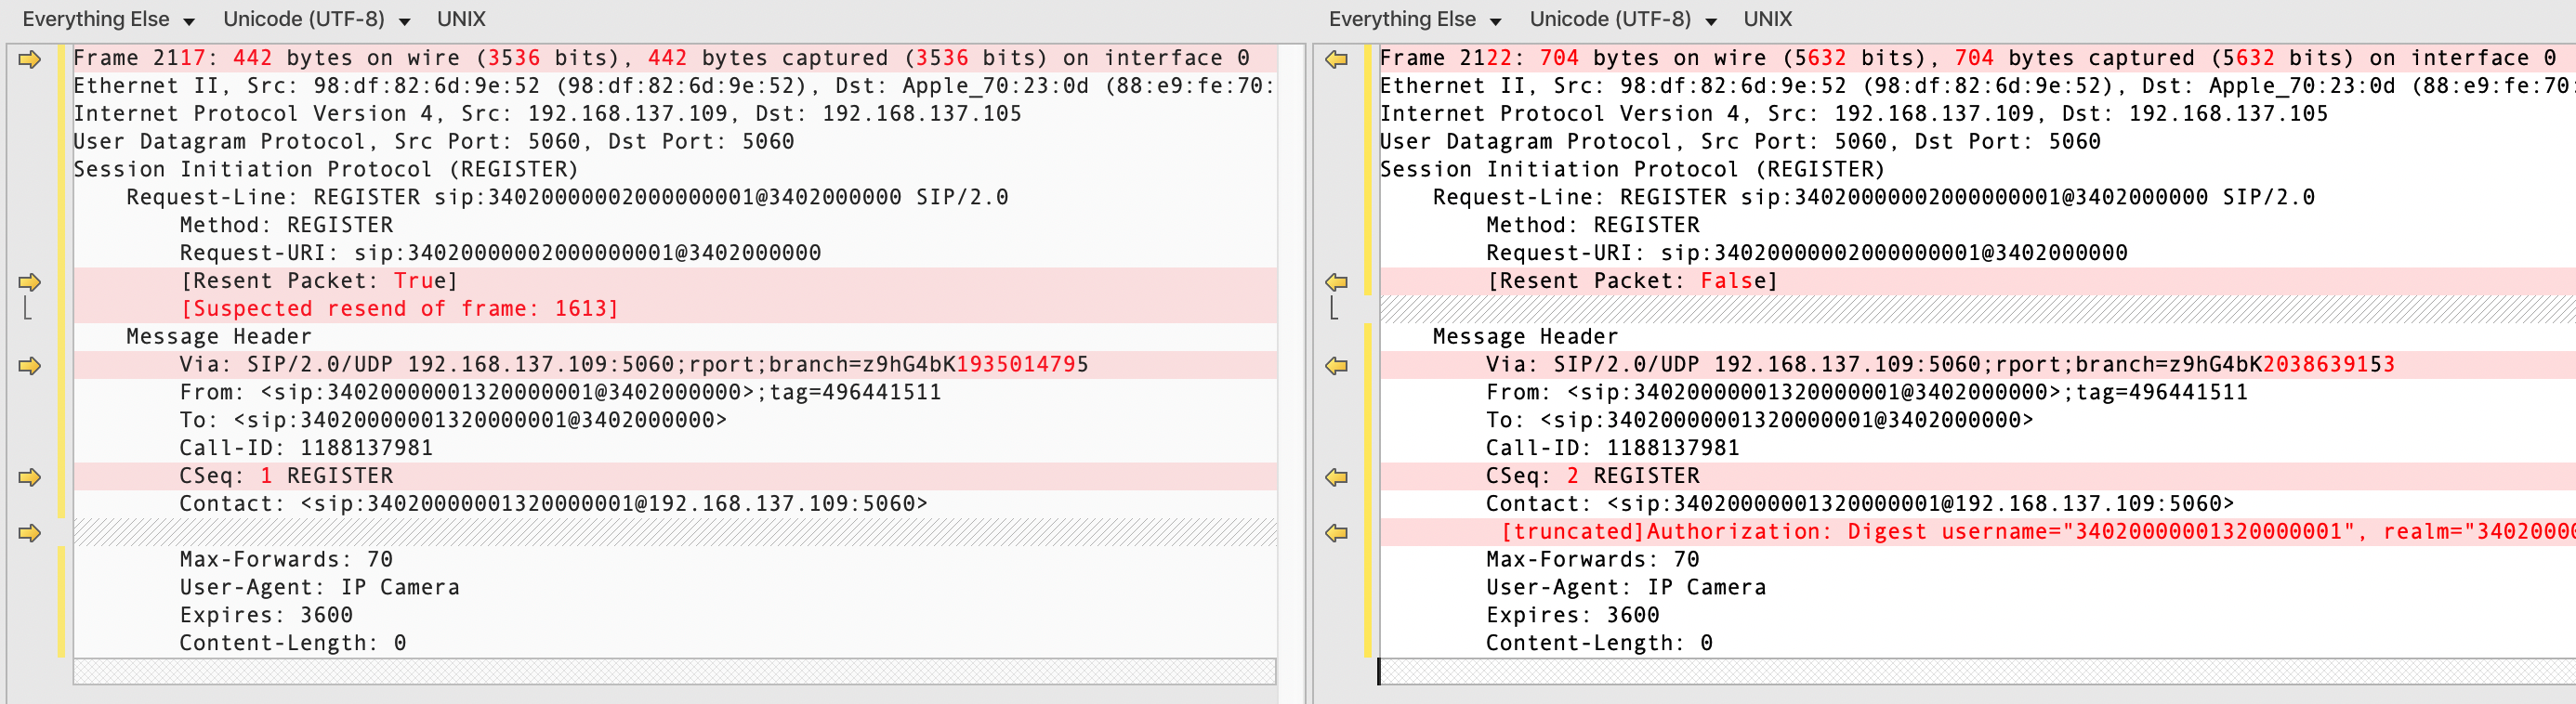 Everything Else Unicode (UTF-8) UNIX
Frame 2117: 442 bytes on wire (3536 bits), 442 bytes captured (3536 bits) on interface 0
Ethernet II, Src: 98:df:82:6d:9e:52 (98:df:82:6d:9e:52), Dst: Apple_70:23:0d (88:e9:fe:70:
Internet Protocol Version 4, Src: 192.168.137.109, Dst: 192.168.137.105
User Datagram Protocol, Src Port: 5060, Dst Port: 5060
Session Initiation Protocol (REGISTER)
Request-Line: REGISTER sip:34020000002000000001@3402000000 SIP/2.0
Method: REGISTER
Request-URI: sip:34020000002000000001@3402000000
[Resent Packet: True]
[Suspected resend of frame: 1613]
Message Header
Via: SIP/2.0/UDP 192.168.137.109:5060;rport;branch=z9hG4bK1935014795
From: <sip:34020000001320000001@3402000000>;tag=496441511
To: <sip:34020000001320000001@3402000000>
Call-ID: 1188137981
CSeq: 1 REGISTER
Contact: <sip:34020000001320000001@192.168.137.109:5060>
Max-Forwards: 70
User-Agent: IP Camera
Expires: 3600
Content-Length: 0
Everything Else Unicode (UTF-8) UNIX
Frame 2122: 704 bytes on wire (5632 bits), 704 bytes captured (5632 bits) on interface 0
Ethernet II, Src: 98:df:82:6d:9e:52 (98:df:82:6d:9e:52), Dst: Apple_70:23:0d (88:e9:fe:70:
Internet Protocol Version 4, Src: 192.168.137.109, Dst: 192.168.137.105
User Datagram Protocol, Src Port: 5060, Dst Port: 5060
Session Initiation Protocol (REGISTER)
Request-Line: REGISTER sip:34020000002000000001@3402000000 SIP/2.0
Method: REGISTER
Request-URI: sip:34020000002000000001@3402000000
[Resent Packet: False]
Message Header
Via: SIP/2.0/UDP 192.168.137.109:5060;rport;branch=z9hG4bK2038639153
From: <sip:34020000001320000001@3402000000>;tag=496441511
To: <sip:34020000001320000001@3402000000>
Call-ID: 1188137981
CSeq: 2 REGISTER
Contact: <sip:34020000001320000001@192.168.137.109:5060>
[truncated]Authorization: Digest username="34020000001320000001", realm="34020000
Max-Forwards: 70
User-Agent: IP Camera
Expires: 3600
Content-Length: 0